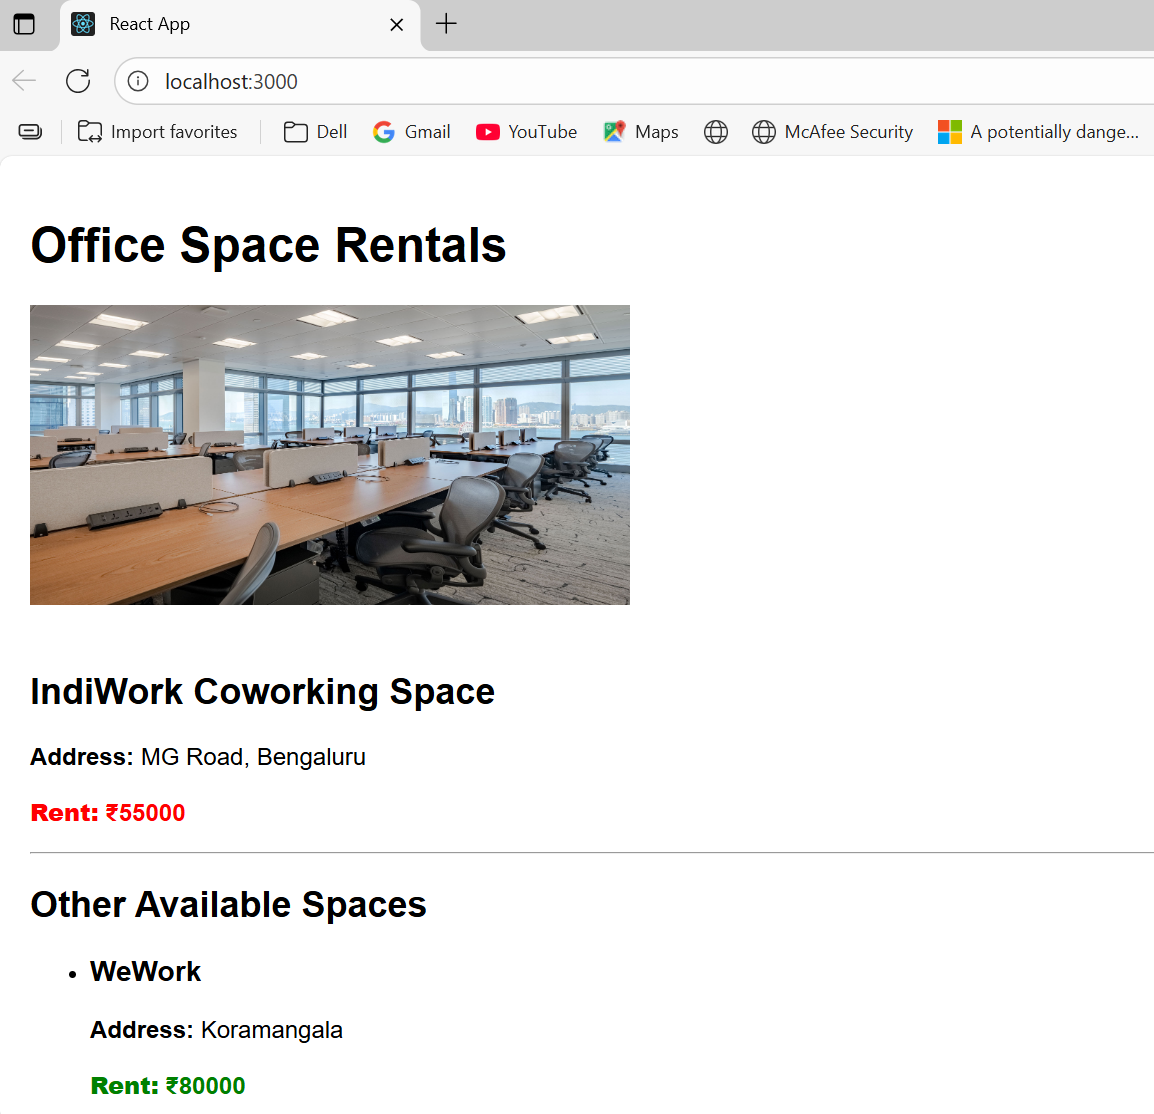 React App
localhost:3000
Import favorites Dell Gmail YouTube Maps McAfee Security A potentially dange...
Office Space Rentals
IndiWork Coworking Space
Address: MG Road, Bengaluru
Rent: ₹55000
Other Available Spaces
• WeWork
Address: Koramangala
Rent: ₹80000